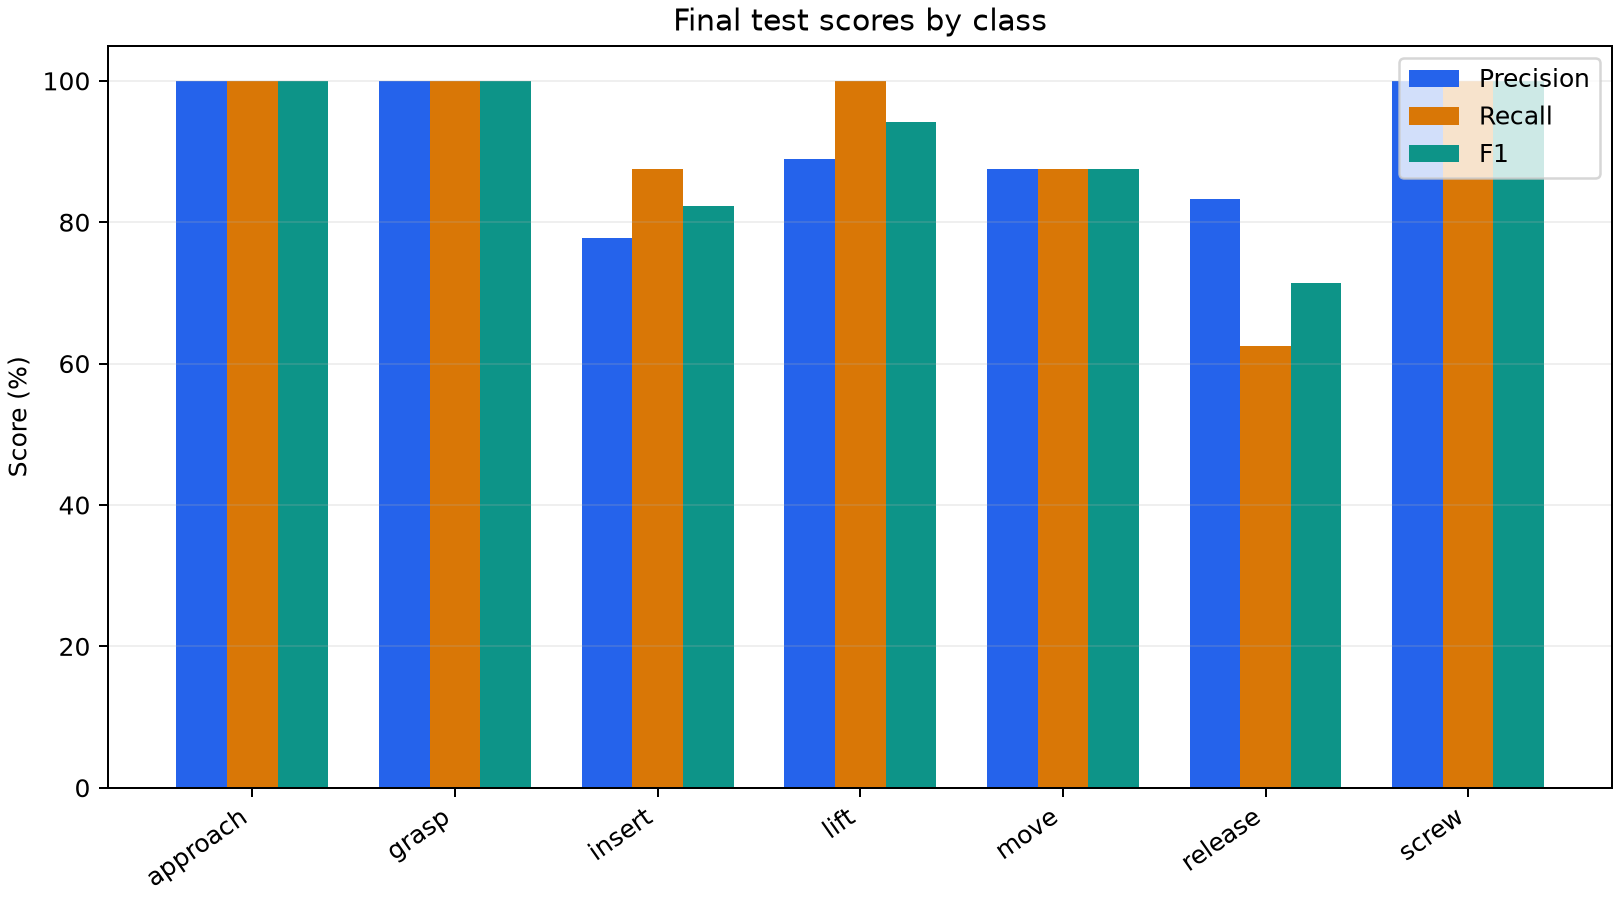 Final test scores by class
Score (%)
100
80
60
40
20
0
Precision
Recall
F1
approach
grasp
insert
lift
move
release
screw